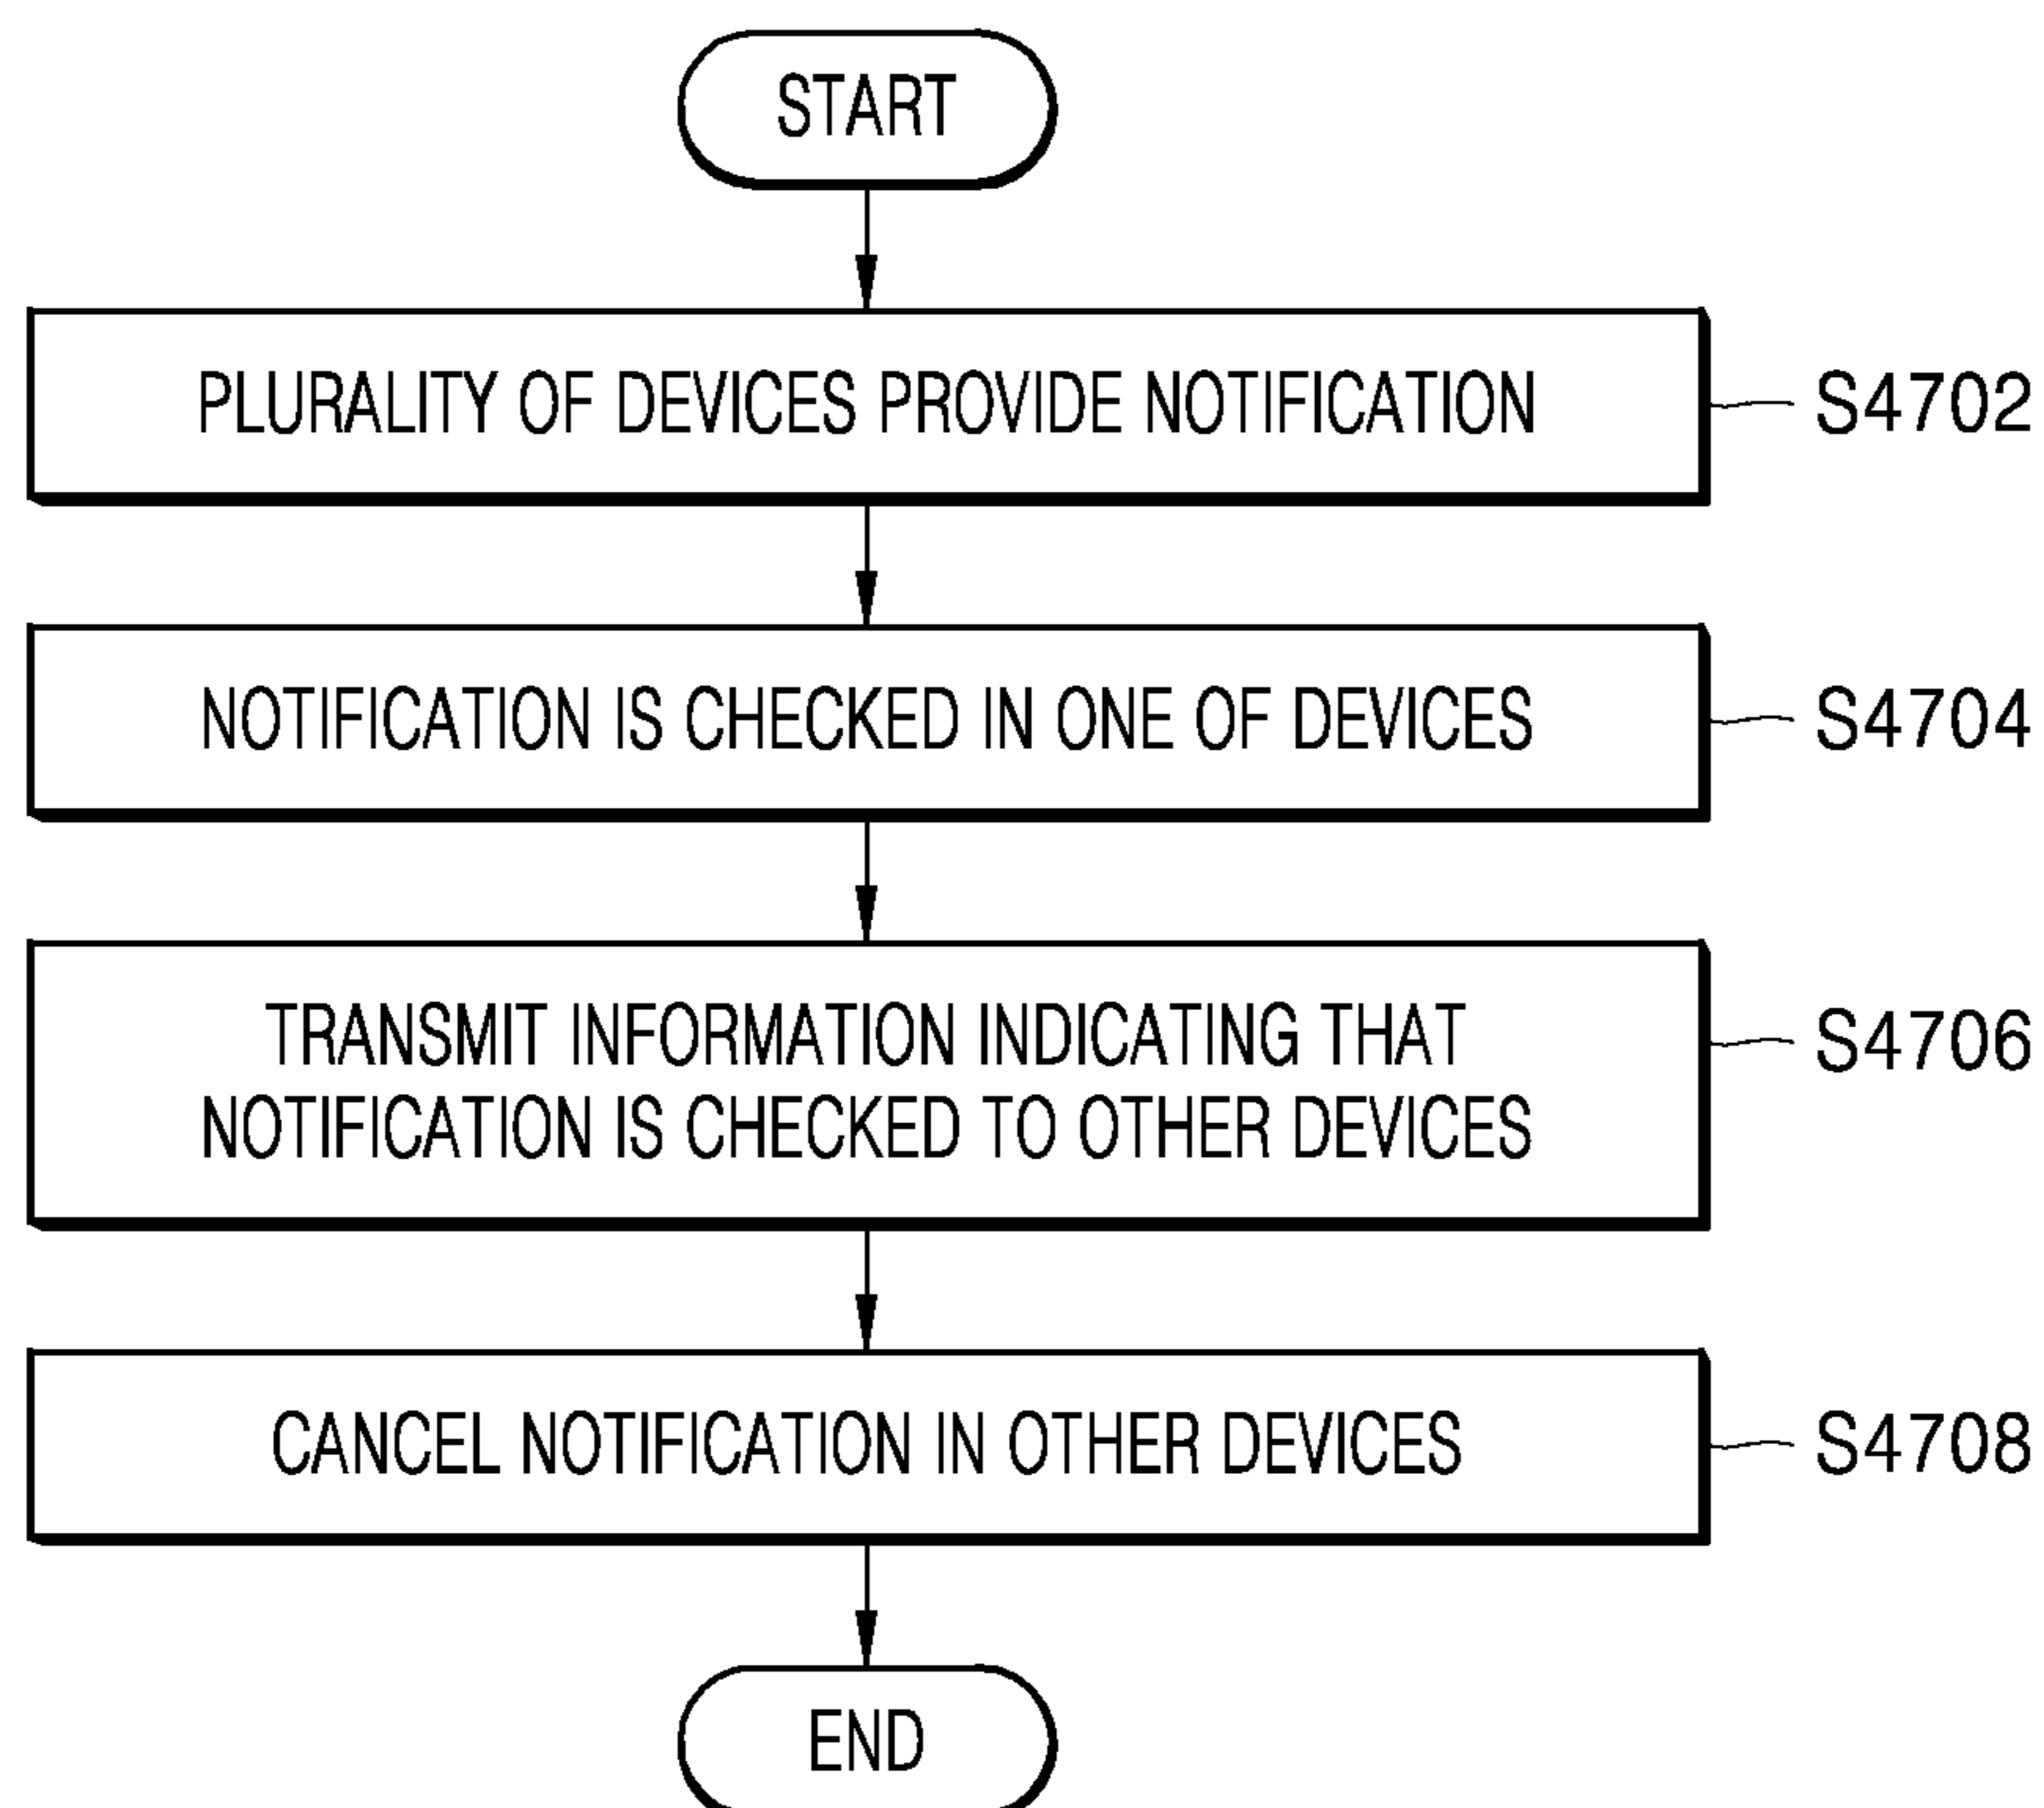 START
PLURALITY OF DEVICES PROVIDE NOTIFICATION
S4702
NOTIFICATION IS CHECKED IN ONE OF DEVICES
S4704
TRANSMIT INFORMATION INDICATING THAT
NOTIFICATION IS CHECKED TO OTHER DEVICES
S4706
CANCEL NOTIFICATION IN OTHER DEVICES
S4708
END